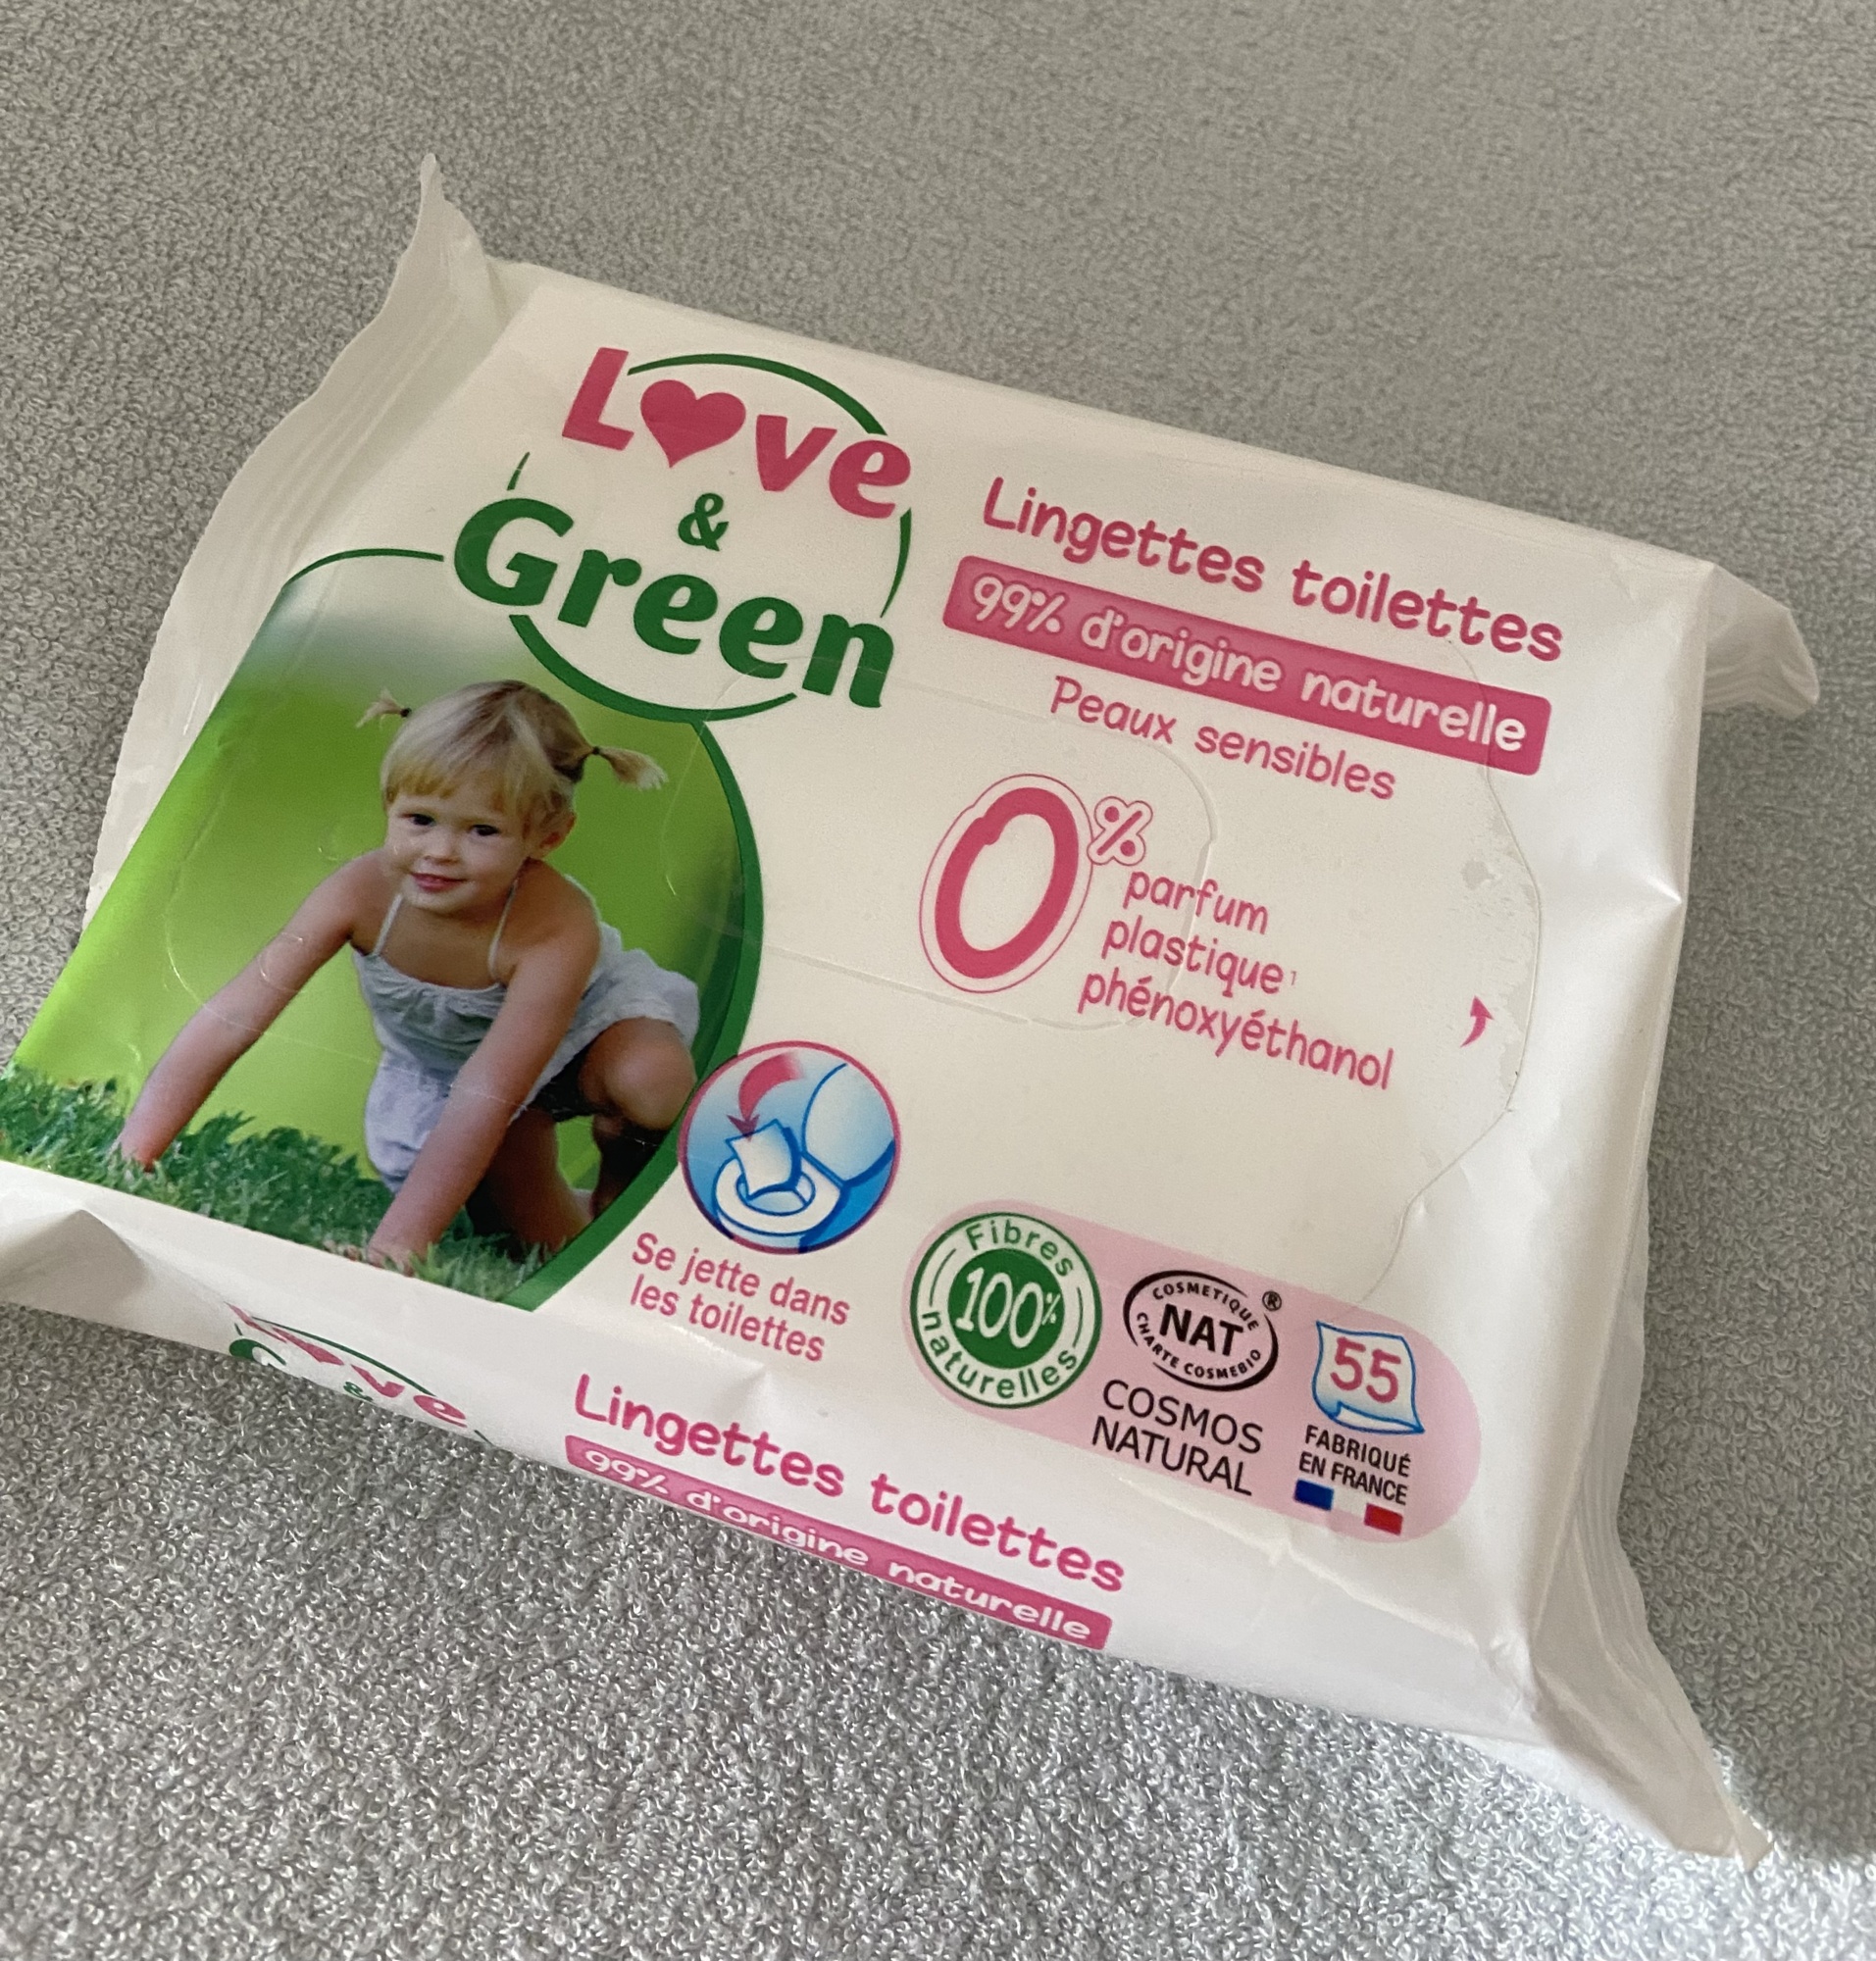 Love
&
Green
Lingettes toilettes
99% d'origine naturelle
Peaux sensibles
0%
parfum
plastique¹
phénoxyéthanol
Se jette dans
les toilettes
Fibres
100%
naturelles
COSMETIQUE
®
NAT
CHARTE COSMEBIO
COSMOS
NATURAL
55
FABRIQUÉ
EN FRANCE
Love
&
Lingettes toilettes
99% d'origine naturelle